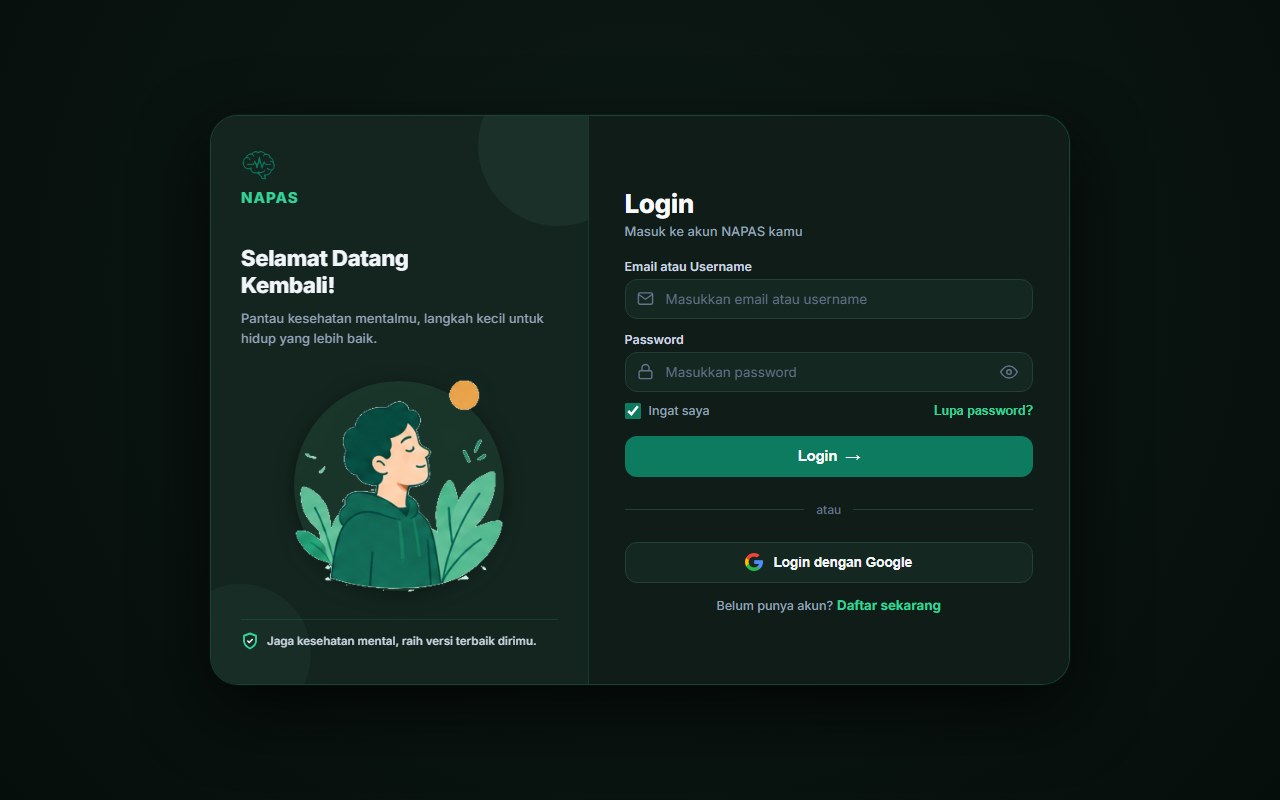 NAPAS
Selamat Datang
Kembali!
Pantau kesehatan mentalmu, langkah kecil untuk
hidup yang lebih baik.
Jaga kesehatan mental, raih versi terbaik dirimu.
Login
Masuk ke akun NAPAS kamu
Email atau Username
Masukkan email atau username
Password
Masukkan password
Ingat saya
Lupa password?
Login →
atau
Login dengan Google
Belum punya akun? Daftar sekarang